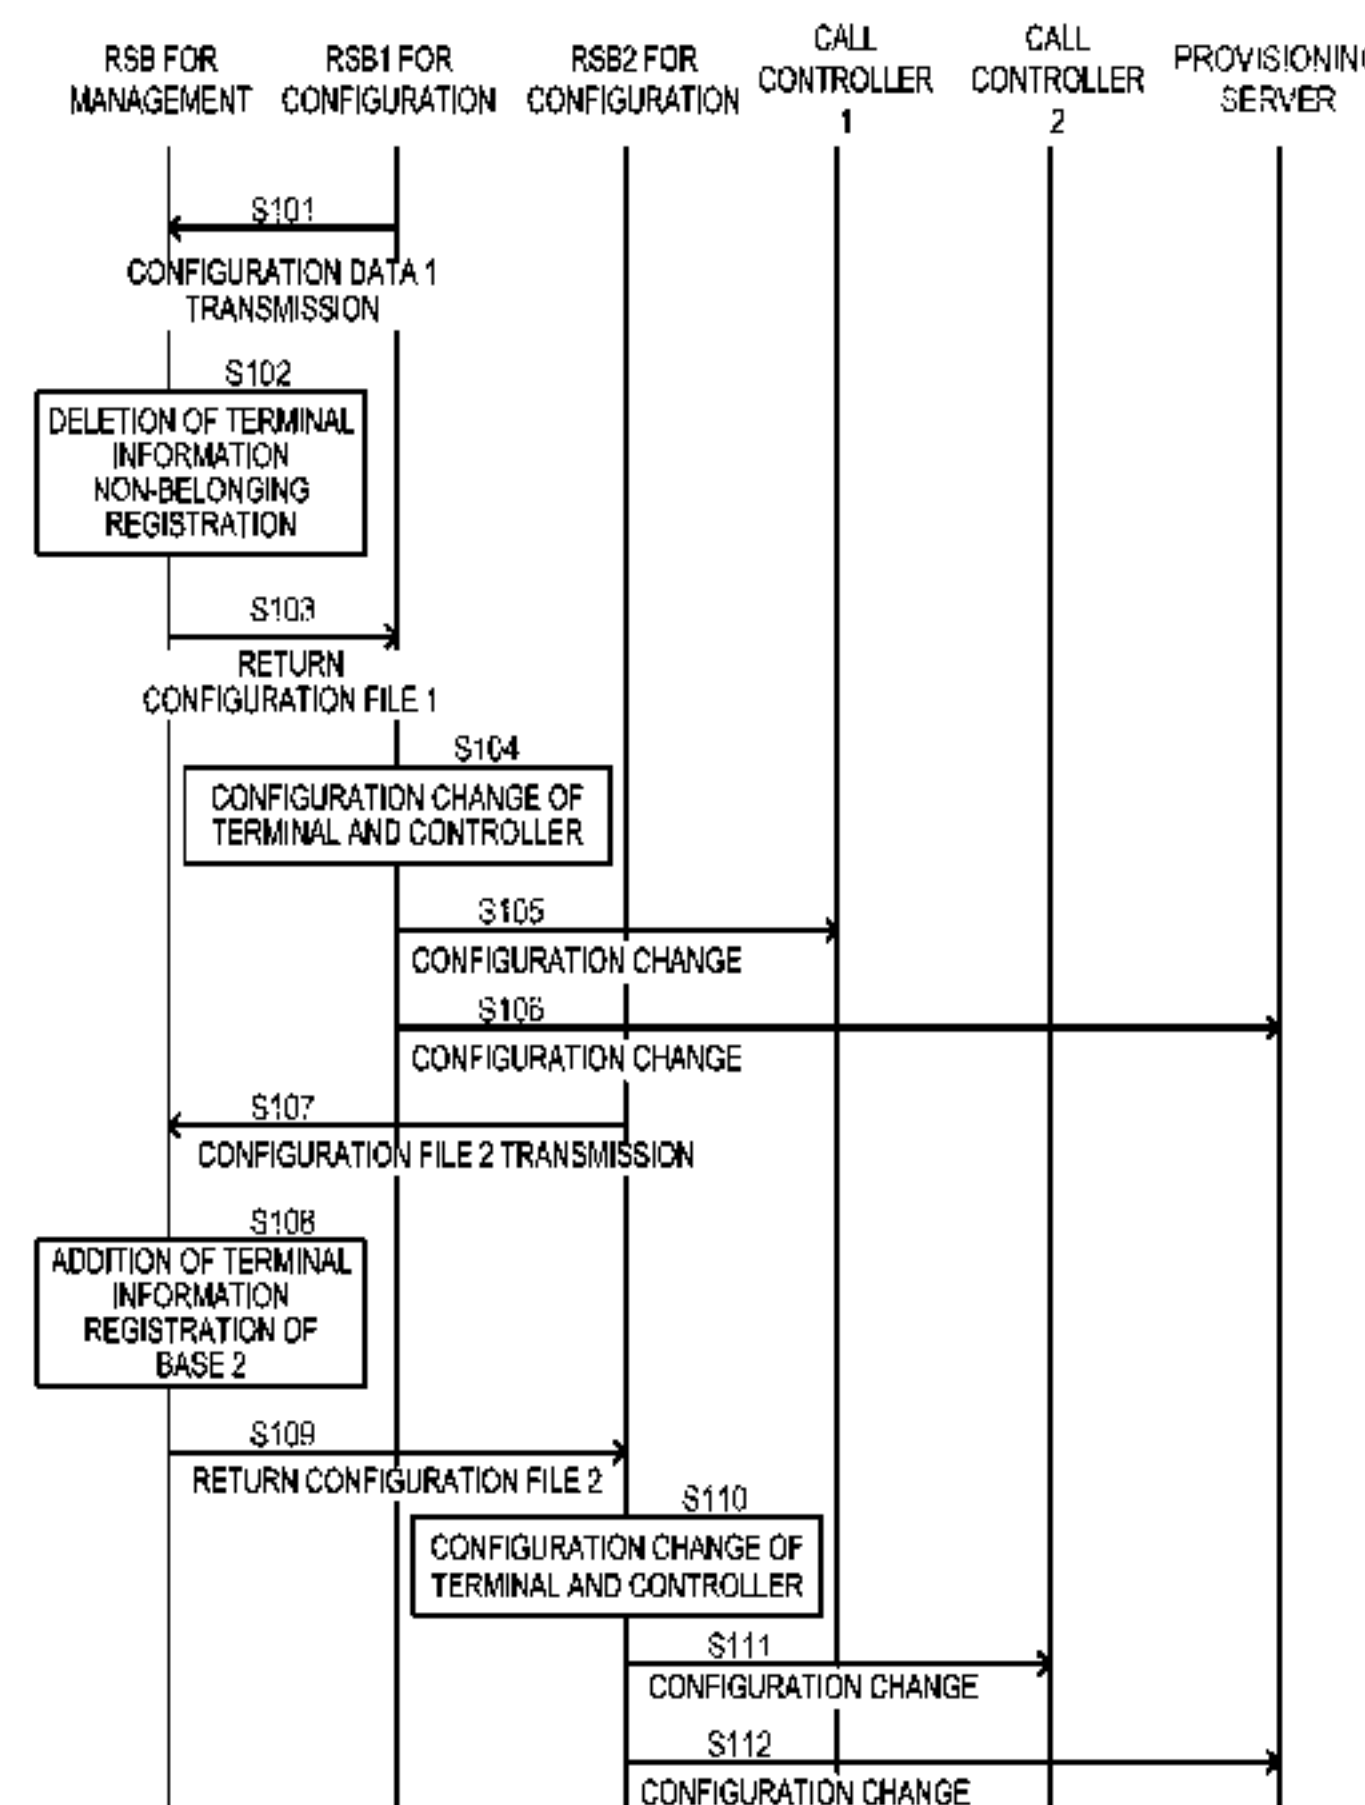 RSB FOR
MANAGEMENT
RSB1 FOR
CONFIGURATION
RSB2 FOR
CONFIGURATION
CALL
CONTROLLER
1
CALL
CONTROLLER
2
PROVISIONING
SERVER
S101
CONFIGURATION DATA 1
TRANSMISSION
S102
DELETION OF TERMINAL
INFORMATION
NON-BELONGING
REGISTRATION
S103
RETURN
CONFIGURATION FILE 1
S104
CONFIGURATION CHANGE OF
TERMINAL AND CONTROLLER
S105
CONFIGURATION CHANGE
S106
CONFIGURATION CHANGE
S107
CONFIGURATION FILE 2 TRANSMISSION
S108
ADDITION OF TERMINAL
INFORMATION
REGISTRATION OF
BASE 2
S109
RETURN CONFIGURATION FILE 2
S110
CONFIGURATION CHANGE OF
TERMINAL AND CONTROLLER
S111
CONFIGURATION CHANGE
S112
CONFIGURATION CHANGE